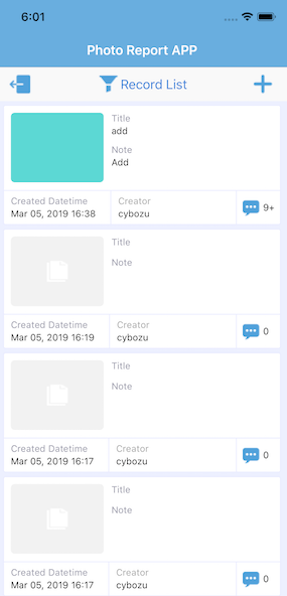 6:01
Photo Report APP
Record List
Title
add
Note
Add
Created Datetime
Mar 05, 2019 16:38
Creator
cybozu
9+
Title
Note
Created Datetime
Mar 05, 2019 16:19
Creator
cybozu
0
Title
Note
Created Datetime
Mar 05, 2019 16:17
Creator
cybozu
0
Title
Note
Created Datetime
Mar 05, 2019 16:17
Creator
cybozu
0